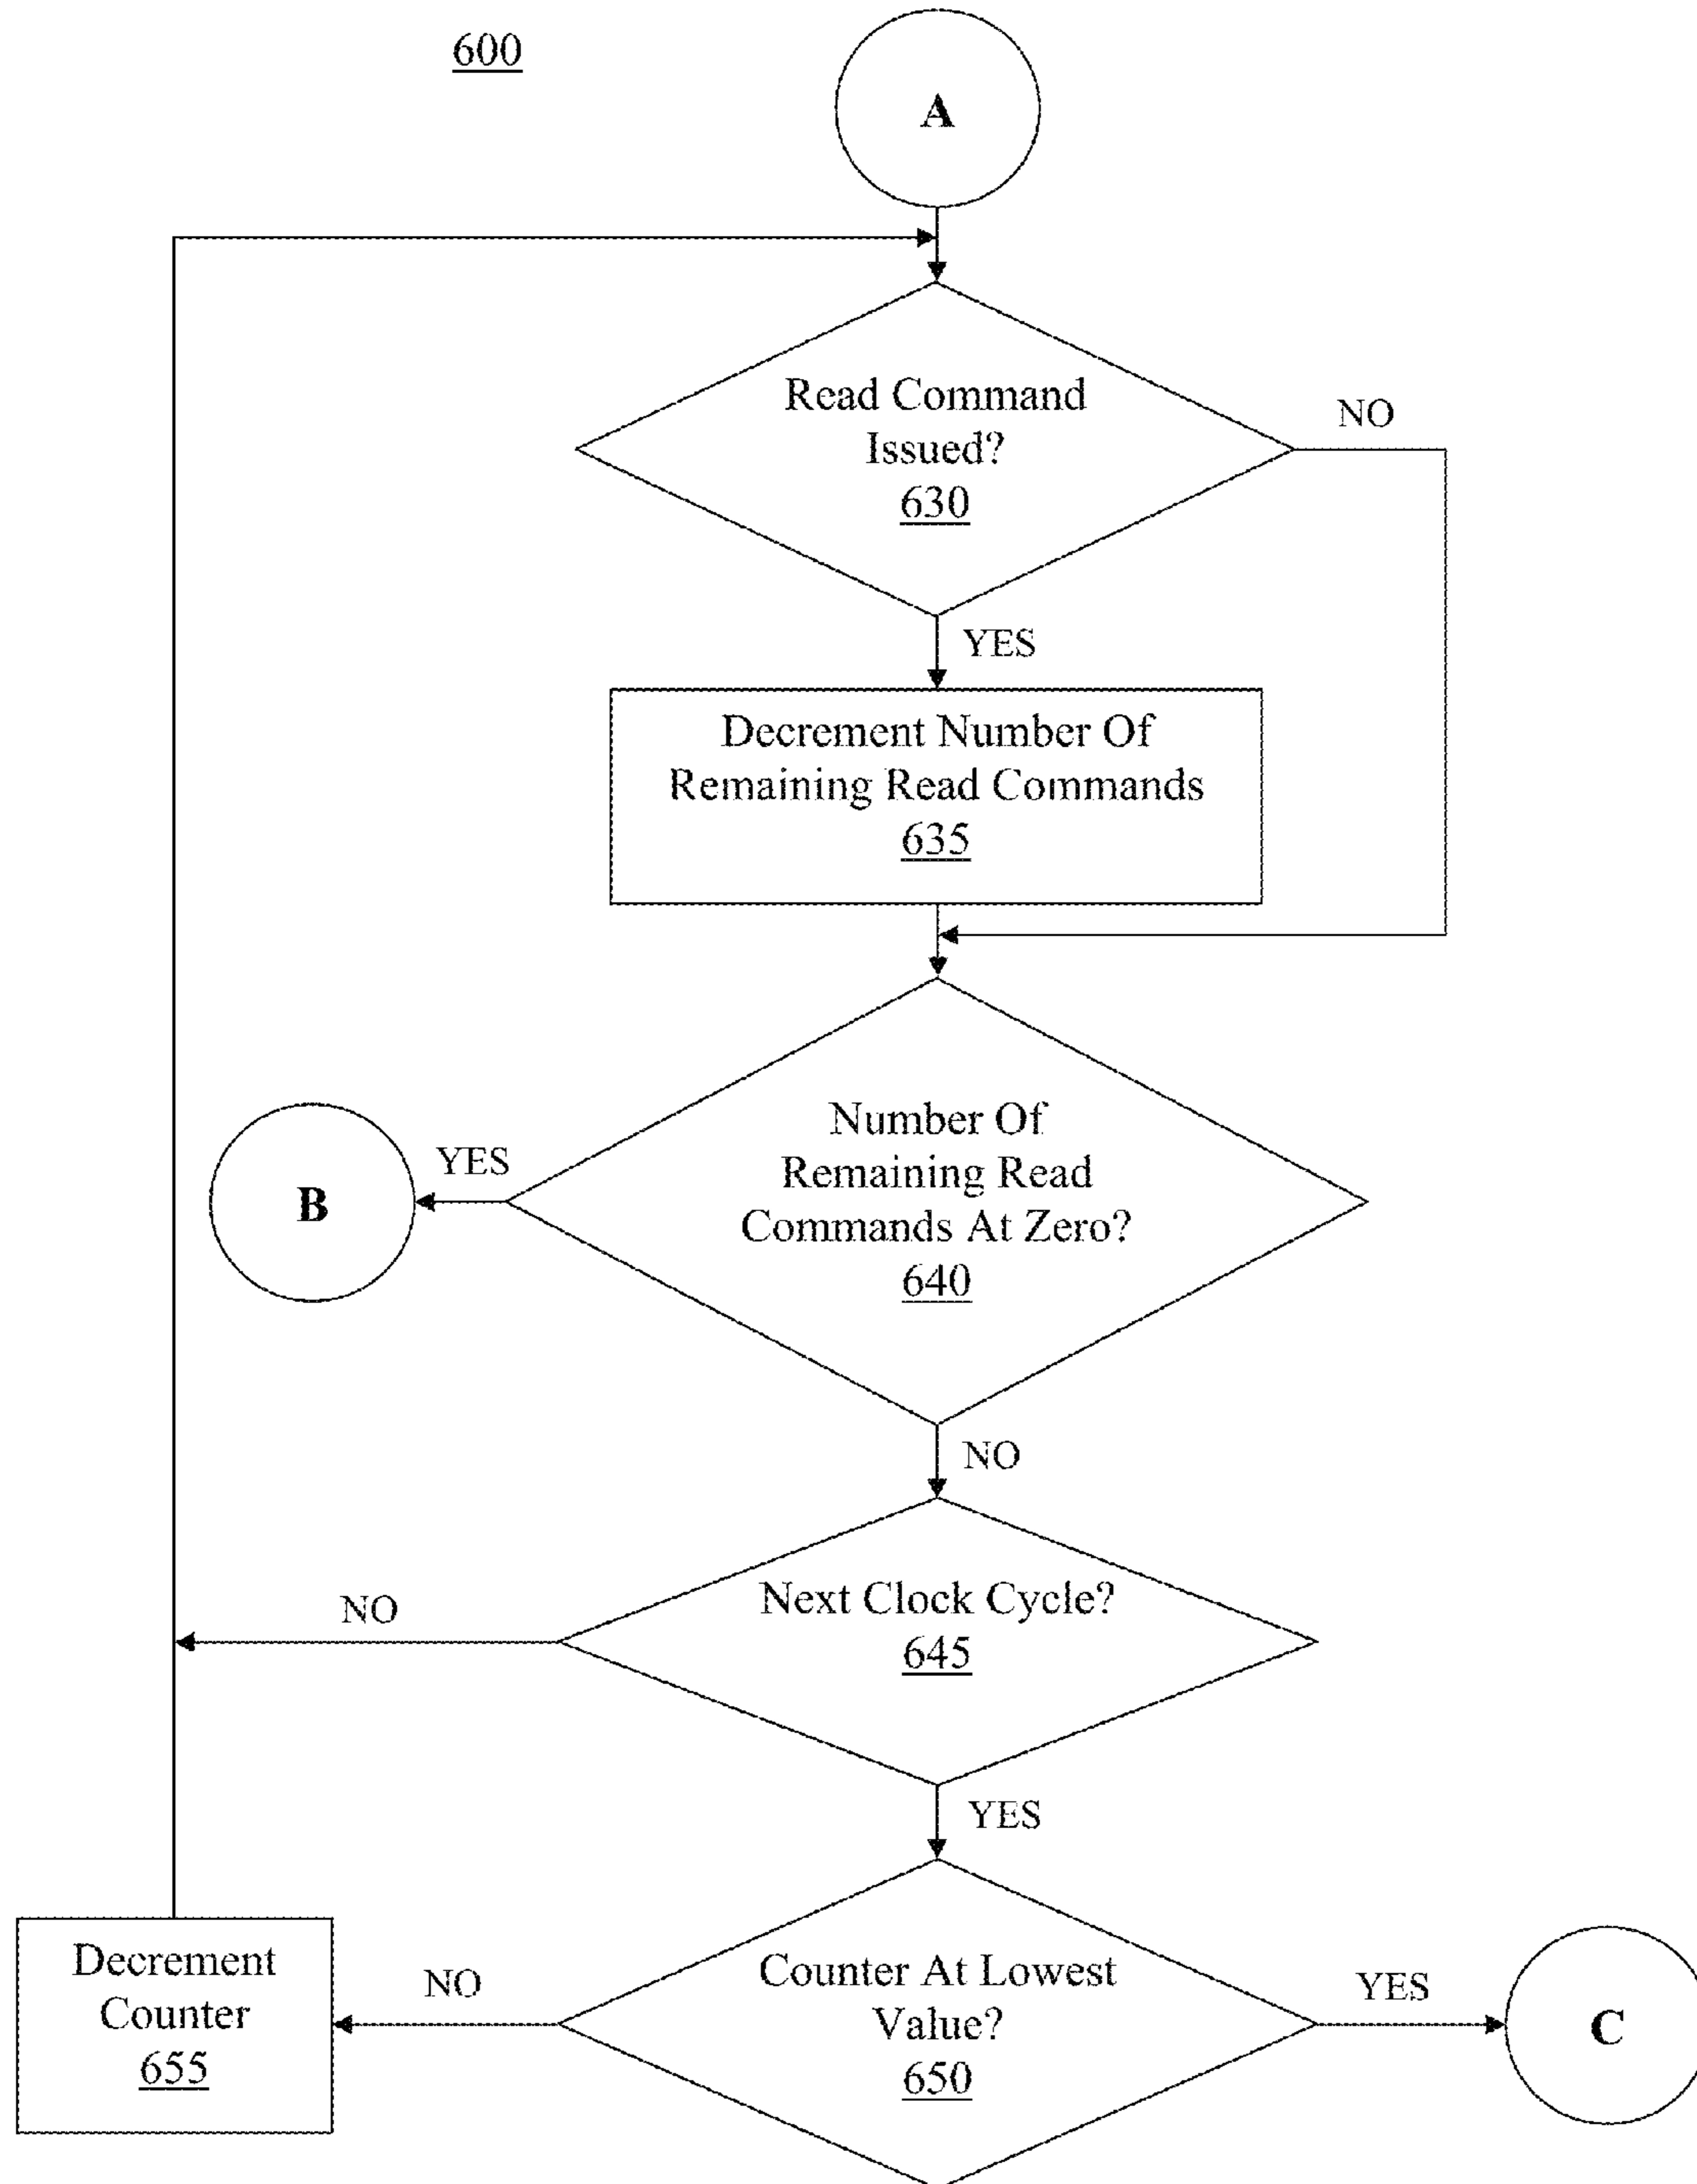 600
A
Read Command
Issued?
630
NO
YES
Decrement Number Of
Remaining Read Commands
635
Number Of
Remaining Read
Commands At Zero?
640
YES
B
NO
Next Clock Cycle?
645
NO
YES
Counter At Lowest
Value?
650
NO
Decrement
Counter
655
YES
C